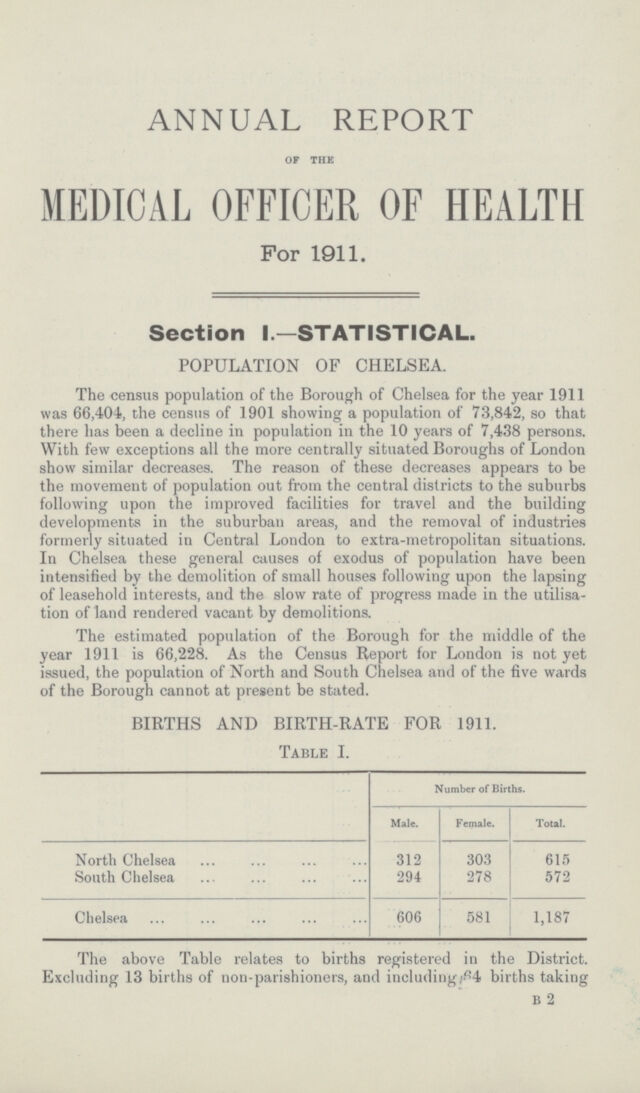 ANNUAL REPORT
OF THE
MEDICAL OFFICER OF HEALTH
For 1911.
Section I.—STATISTICAL.
POPULATION OF CHELSEA.
The census population of the Borough of Chelsea for the year 1911
was 66,404, the census of 1901 showing a population of 73,842, so that
there has been a decline in population in the 10 years of 7,438 persons.
With few exceptions all the more centrally situated Boroughs of London
show similar decreases. The reason of these decreases appears to be
the movement of population out from the central districts to the suburbs
following upon the improved facilities for travel and the building
developments in the suburban areas, and the removal of industries
formerly situated in Central London to extra-metropolitan situations.
In Chelsea these general causes of exodus of population have been
intensified by the demolition of small houses following upon the lapsing
of leasehold interests, and the slow rate of progress made in the utilisa-
tion of land rendered vacant by demolitions.
The estimated population of the Borough for the middle of the
year 1911 is 66,228. As the Census Report for London is not yet
issued, the population of North and South Chelsea and of the five wards
of the Borough cannot at present be stated.
BIRTHS AND BIRTH-RATE FOR 1911.
TABLE I.
Number of Births.
Male. Female. Total.
North Chelsea ... ... ... ... 312 303 615
South Chelsea ... ... ... ... 294 278 572
Chelsea ... ... ... ... ... 606 581 1,187
The above Table relates to births registered in the District.
Excluding 13 births of non-parishioners, and including 64 births taking
B 2